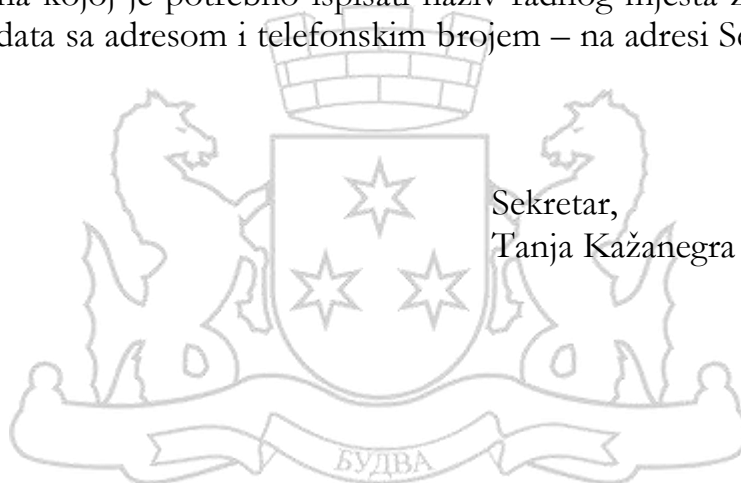 na kojoj je potrebno ispisati naziv radnog mjesta z
data sa adresom i telefonskim brojem – na adresi Se
Sekretar,
Tanja Kažanegra
БУДВА